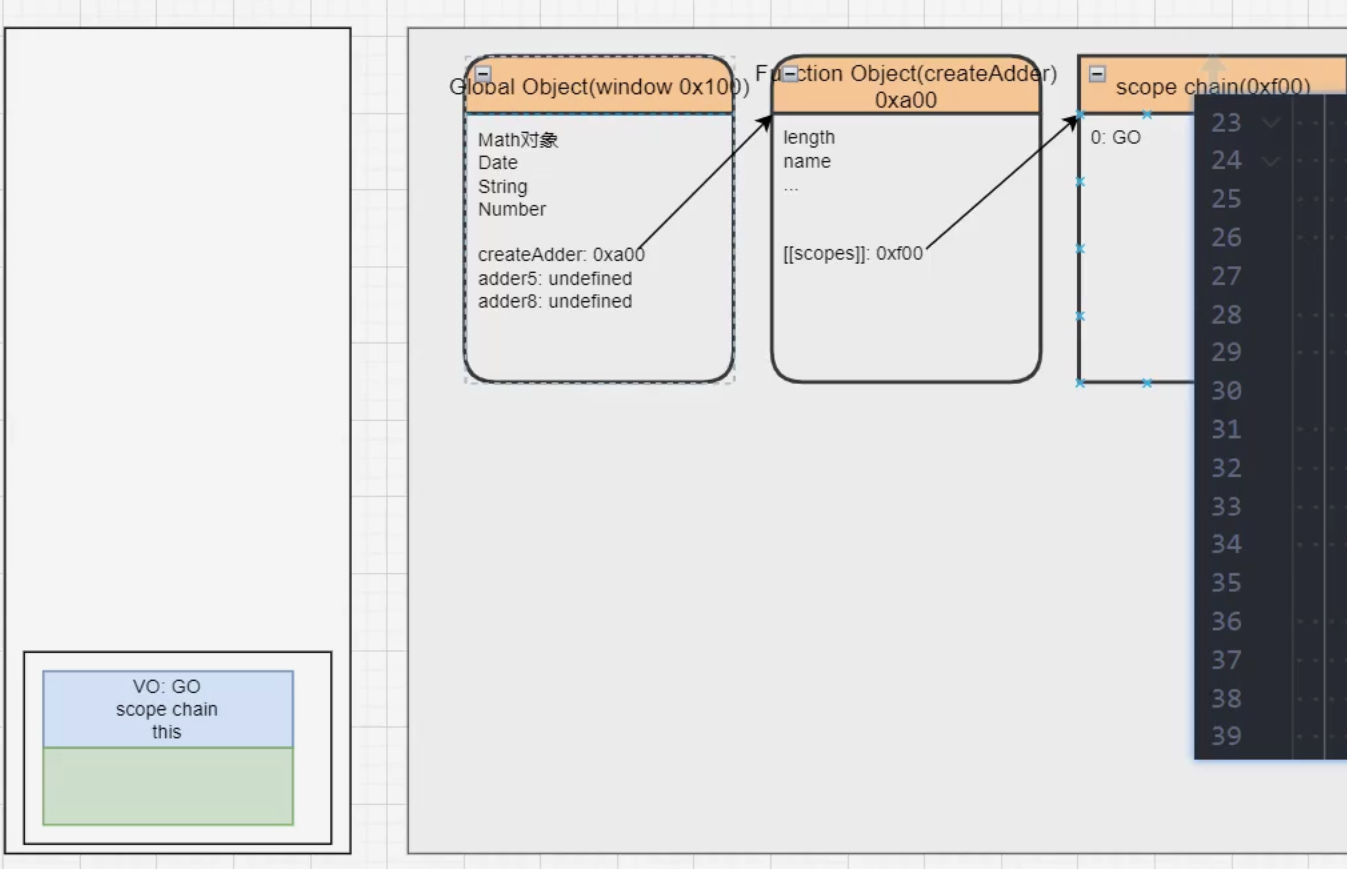 Global Object(window 0x100)
Math对象
Date
String
Number
createAdder: 0xa00
adder5: undefined
adder8: undefined
Function Object(createAdder)
0xa00
length
name
...
[[scopes]]: 0xf00
scope chain(0xf00)
0: GO
23
24
25
26
27
28
29
30
31
32
33
34
35
36
37
38
39
VO: GO
scope chain
this